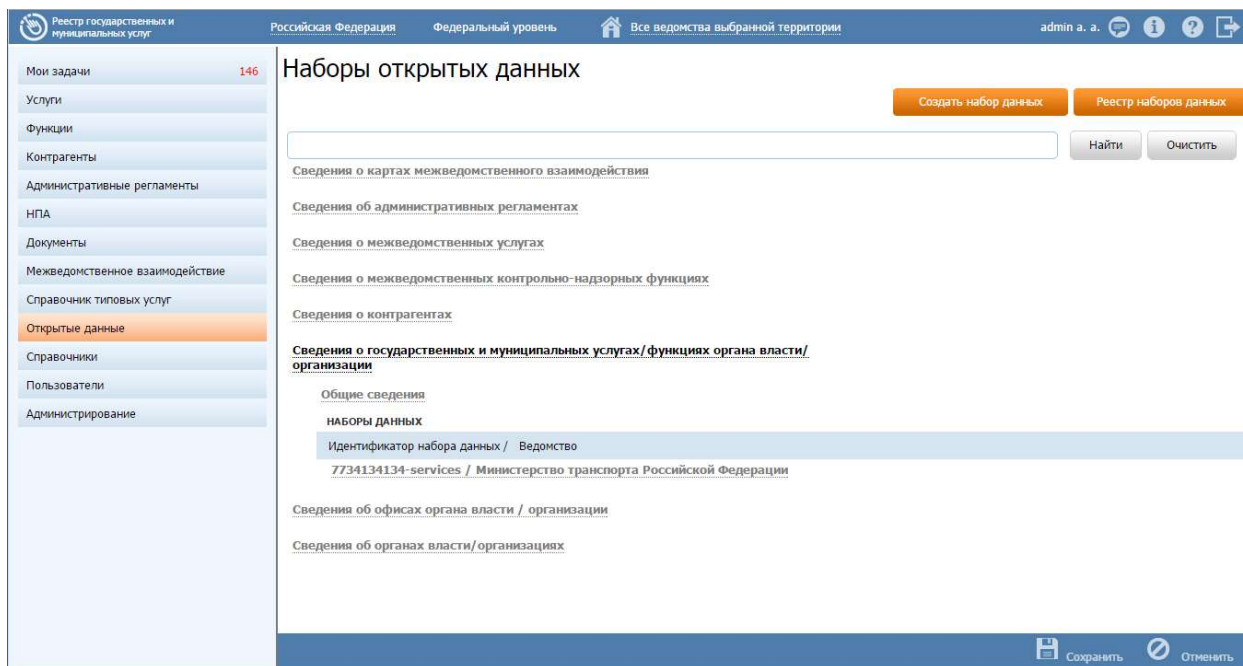 Реестр государственных и
муниципальных услуг
Российская Федерация Федеральный уровень Все ведомства выбранной территории admin a. a.
Мои задачи 146
Услуги
Функции
Контрагенты
Административные регламенты
НПА
Документы
Межведомственное взаимодействие
Справочник типовых услуг
Открытые данные
Справочники
Пользователи
Администрирование
Наборы открытых данных
Создать набор данных Реестр наборов данных
Найти Очистить
Сведения о картах межведомственного взаимодействия
Сведения об административных регламентах
Сведения о межведомственных услугах
Сведения о межведомственных контрольно-надзорных функциях
Сведения о контрагентах
Сведения о государственных и муниципальных услугах/функциях органа власти/
организации
Общие сведения
НАБОРЫ ДАННЫХ
Идентификатор набора данных / Ведомство
7734134134-services / Министерство транспорта Российской Федерации
Сведения об офисах органа власти / организации
Сведения об органах власти/организациях
Сохранить Отменить